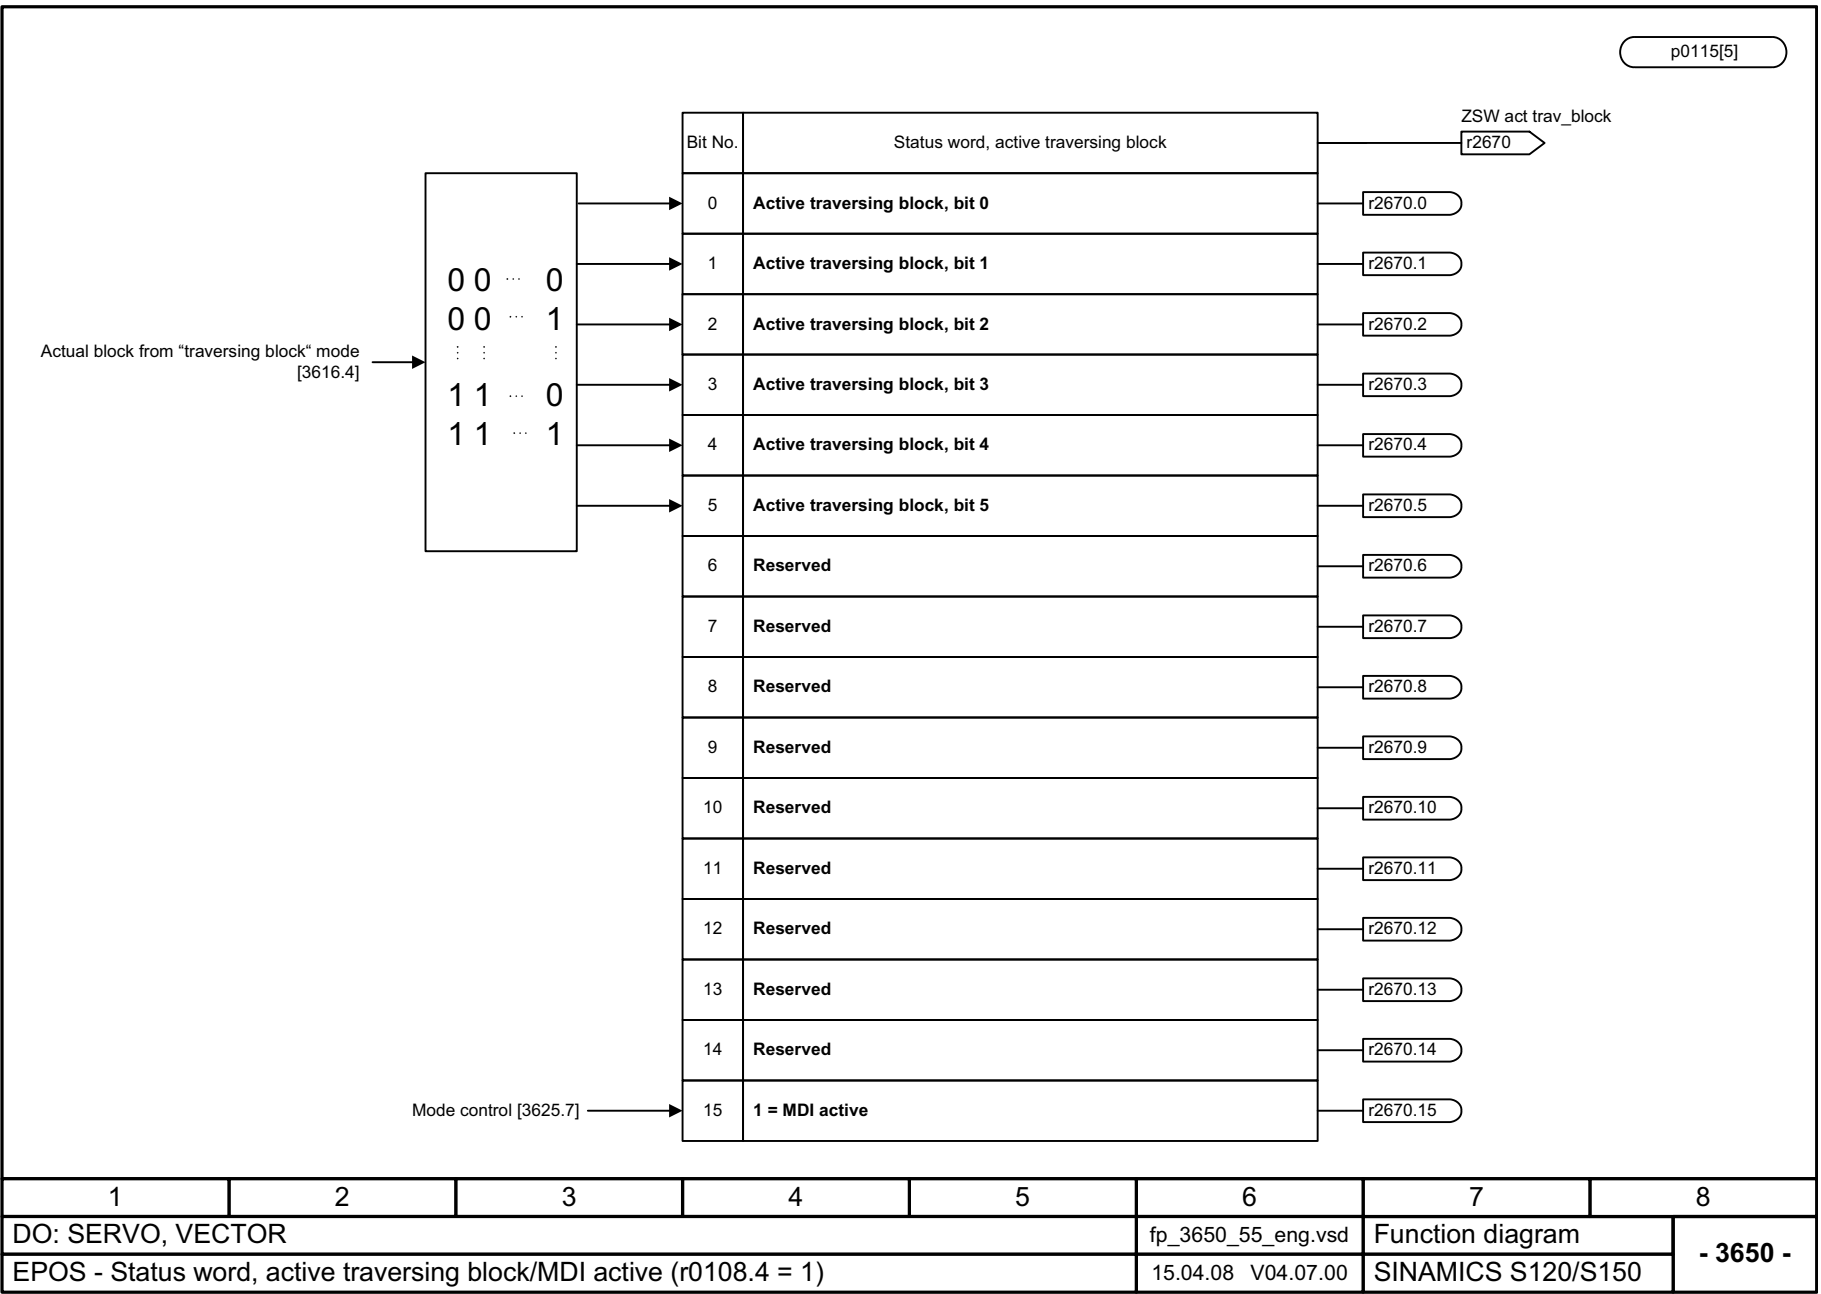 p0115[5]
ZSW act trav_block
Bit No. Status word, active traversing block r2670
0 Active traversing block, bit 0 r2670.0
1 Active traversing block, bit 1 r2670.1
2 Active traversing block, bit 2 r2670.2
3 Active traversing block, bit 3 r2670.3
4 Active traversing block, bit 4 r2670.4
5 Active traversing block, bit 5 r2670.5
6 Reserved r2670.6
7 Reserved r2670.7
8 Reserved r2670.8
9 Reserved r2670.9
10 Reserved r2670.10
11 Reserved r2670.11
12 Reserved r2670.12
13 Reserved r2670.13
14 Reserved r2670.14
15 1 = MDI active r2670.15
Actual block from “traversing block“ mode
[3616.4]
0 0 ... 0
0 0 ... 1
⋮ ⋮ ⋮
1 1 ... 0
1 1 ... 1
Mode control [3625.7]
1 2 3 4 5 6 7 8
DO: SERVO, VECTOR fp_3650_55_eng.vsd Function diagram
- 3650 -
EPOS - Status word, active traversing block/MDI active (r0108.4 = 1) 15.04.08 V04.07.00 SINAMICS S120/S150